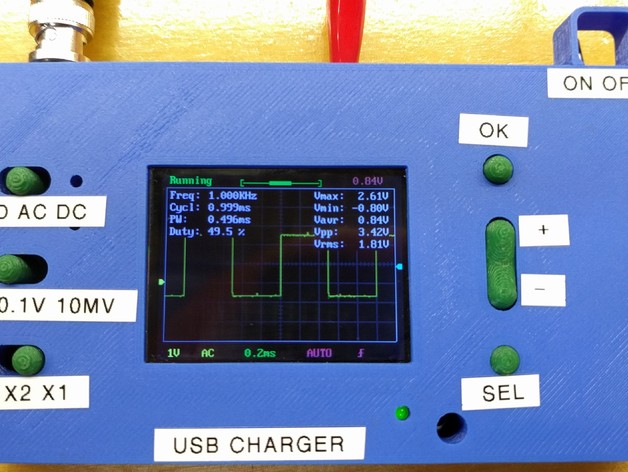 ON OF
OK
Running 0.84V
Freq: 1.000KHz Vmax: 2.61V
Cycl: 0.999ms Vmin:-0.80V
PW: 0.496ms Vavr: 0.84V
Duty: 49.5 % Vpp: 3.42V
Vrms: 1.81V
AC DC
+
0.1V 10MV
−
1V AC 0.2ms AUTO
X2 X1
SEL
USB CHARGER